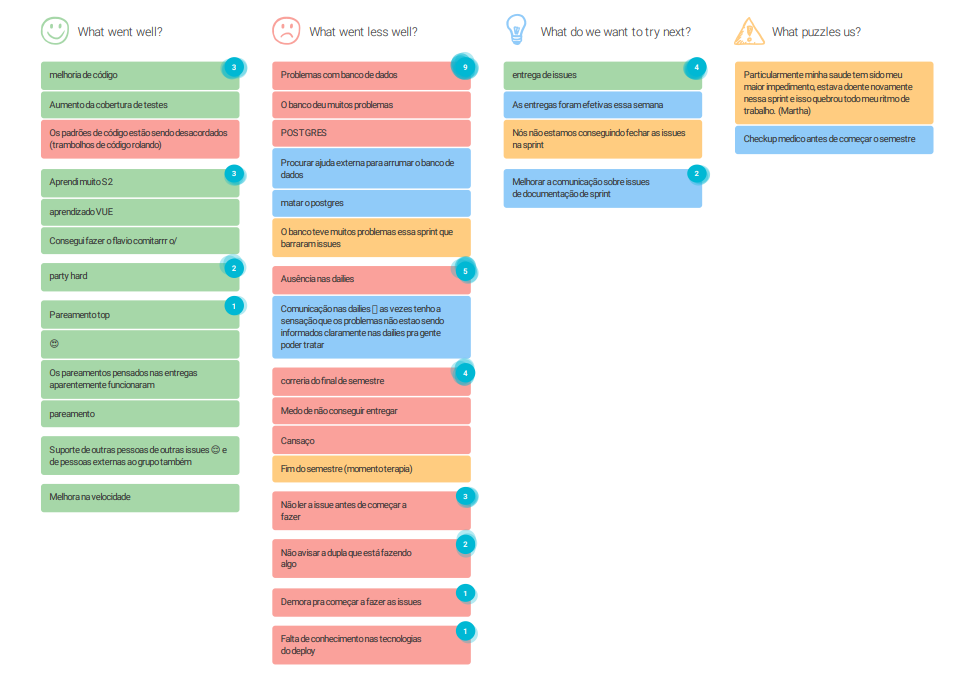 What went well?
melhoria de código
3
Aumento da cobertura de testes
Os padrões de código estão sendo desacordados
(trambolhos de código rolando)
Aprendi muito S2
3
aprendizado VUE
Consegui fazer o flavio comitarrr o/
party hard
2
Pareamento top
1
😍
Os pareamentos pensados nas entregas
aparentemente funcionaram
pareamento
Suporte de outras pessoas de outras issues 😊 e
de pessoas externas ao grupo também
Melhora na velocidade
What went less well?
Problemas com banco de dados
9
O banco deu muitos problemas
POSTGRES
Procurar ajuda externa para arrumar o banco de
dados
matar o postgres
O banco teve muitos problemas essa sprint que
barraram issues
Ausência nas dailies
5
Comunicação nas dailies ▯ as vezes tenho a
sensação que os problemas não estao sendo
informados claramente nas dailies pra gente
poder tratar
correria do final de semestre
4
Medo de não conseguir entregar
Cansaço
Fim do semestre (momento terapia)
Não ler a issue antes de começar a
fazer
3
Não avisar a dupla que está fazendo
algo
2
Demora pra começar a fazer as issues
1
Falta de conhecimento nas tecnologias
do deploy
1
What do we want to try next?
entrega de issues
4
As entregas foram efetivas essa semana
Nós não estamos conseguindo fechar as issues
na sprint
Melhorar a comunicação sobre issues
de documentação de sprint
2
What puzzles us?
Particularmente minha saude tem sido meu
maior impedimento, estava doente novamente
nessa sprint e isso quebrou todo meu ritmo de
trabalho. (Martha)
Checkup medico antes de começar o semestre